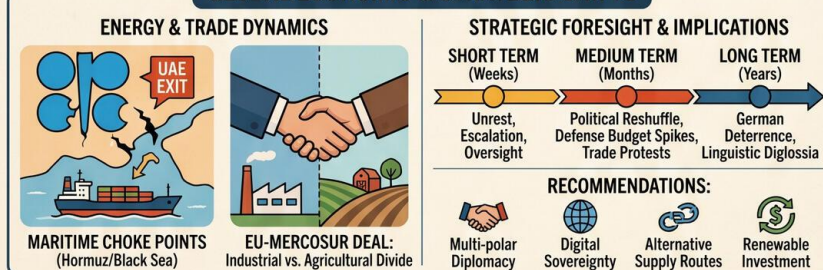 ENERGY & TRADE DYNAMICS
UAE
EXIT
MARITIME CHOKE POINTS
(Hormuz/Black Sea)
EU-MERCOSUR DEAL:
Industrial vs. Agricultural Divide
STRATEGIC FORESIGHT & IMPLICATIONS
SHORT TERM
(Weeks)
Unrest,
Escalation,
Oversight
MEDIUM TERM
(Months)
Political Reshuffle,
Defense Budget Spikes,
Trade Protests
LONG TERM
(Years)
German
Deterrence,
Linguistic Diglossia
RECOMMENDATIONS:
Multi-polar
Diplomacy
Digital
Sovereignty
Alternative
Supply Routes
$
Renewable
Investment